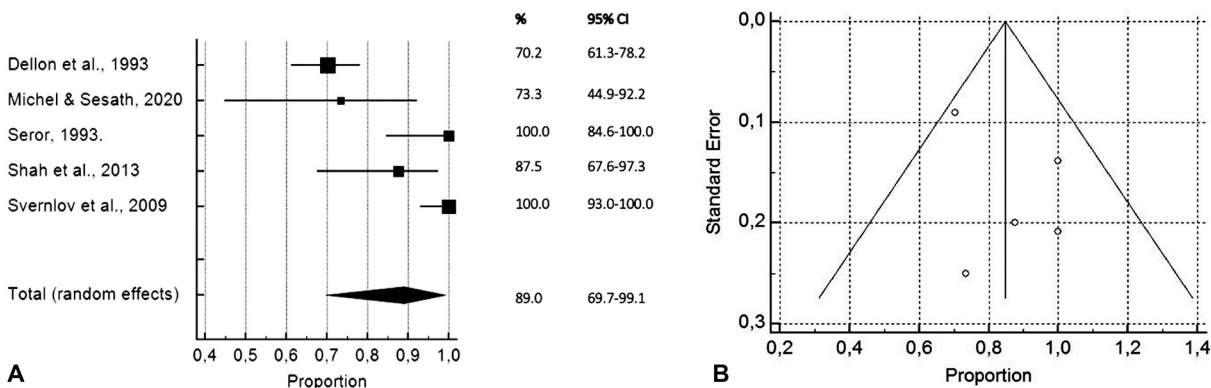 % 95% CI
Dellon et al., 1993 70.2 61.3-78.2
Michel & Sesath, 2020 73.3 44.9-92.2
Seror, 1993. 100.0 84.6-100.0
Shah et al., 2013 87.5 67.6-97.3
Svernlov et al., 2009 100.0 93.0-100.0
Total (random effects) 89.0 69.7-99.1
0,4 0,5 0,6 0,7 0,8 0,9 1,0
Proportion
A
Standard Error
0,0
0,1
0,2
0,3
0,2 0,4 0,6 0,8 1,0 1,2 1,4
Proportion
B